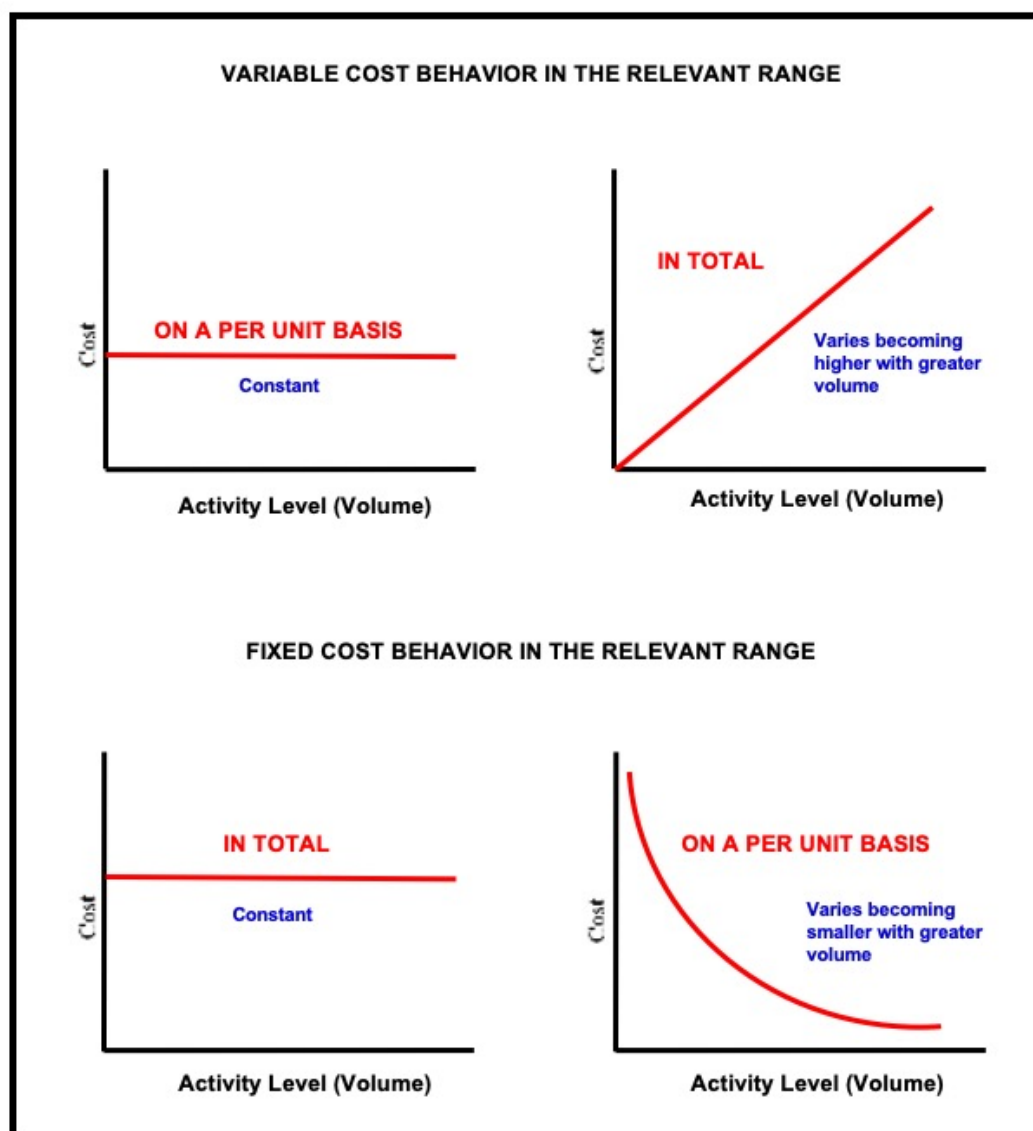 VARIABLE COST BEHAVIOR IN THE RELEVANT RANGE
Cost
ON A PER UNIT BASIS
Constant
Activity Level (Volume)
Cost
IN TOTAL
Varies becoming
higher with greater
volume
Activity Level (Volume)
FIXED COST BEHAVIOR IN THE RELEVANT RANGE
Cost
IN TOTAL
Constant
Activity Level (Volume)
Cost
ON A PER UNIT BASIS
Varies becoming
smaller with greater
volume
Activity Level (Volume)